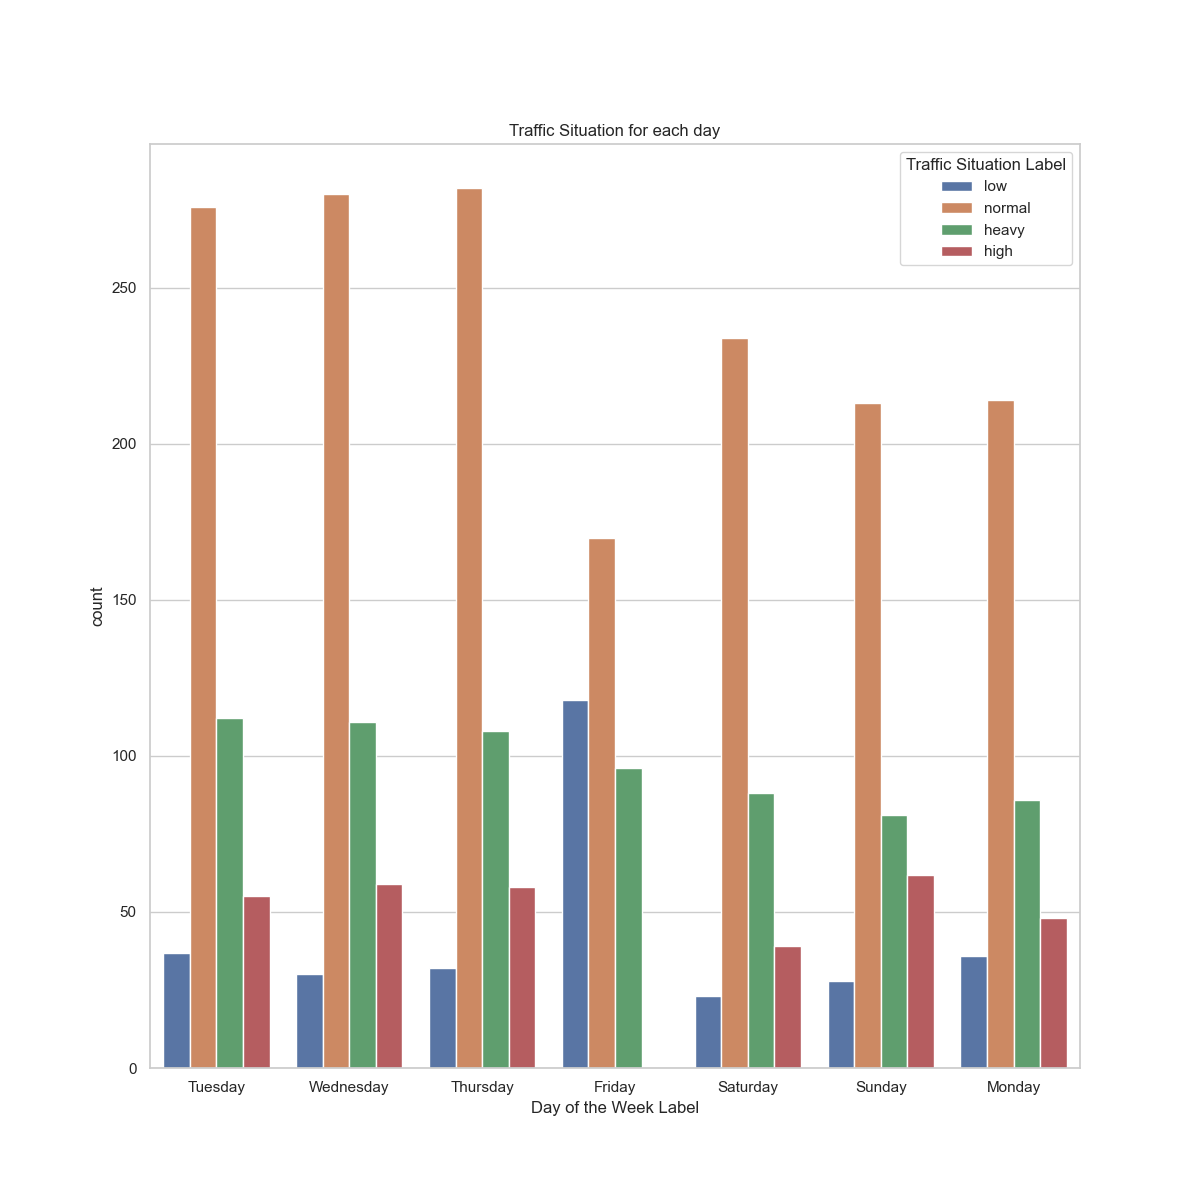 Traffic Situation for each day
Traffic Situation Label
low
normal
heavy
high
count
250
200
150
100
50
0
Tuesday Wednesday Thursday Friday Saturday Sunday Monday
Day of the Week Label